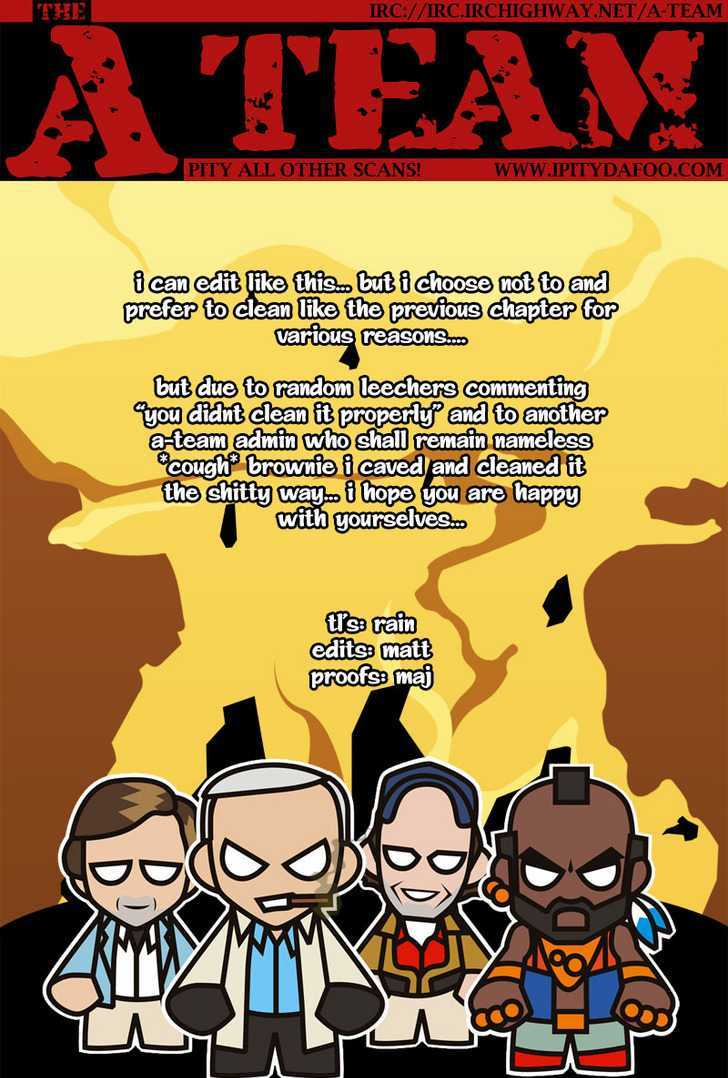 THE
IRC://IRC.IRCHIGHWAY.NET/A-TEAM
A TEAM
PITY ALL OTHER SCANS!
WWW.IPITYDAFOO.COM
i can edit like this... but i choose not to and
prefer to clean like the previous chapter for
various reasons....
but due to random leechers commenting
"you didnt clean it properly" and to another
a-team admin who shall remain nameless
*cough* brownie i caved and cleaned it
the shitty way... i hope you are happy
with yourselves...
tl's: rain
edits: matt
proofs: maj